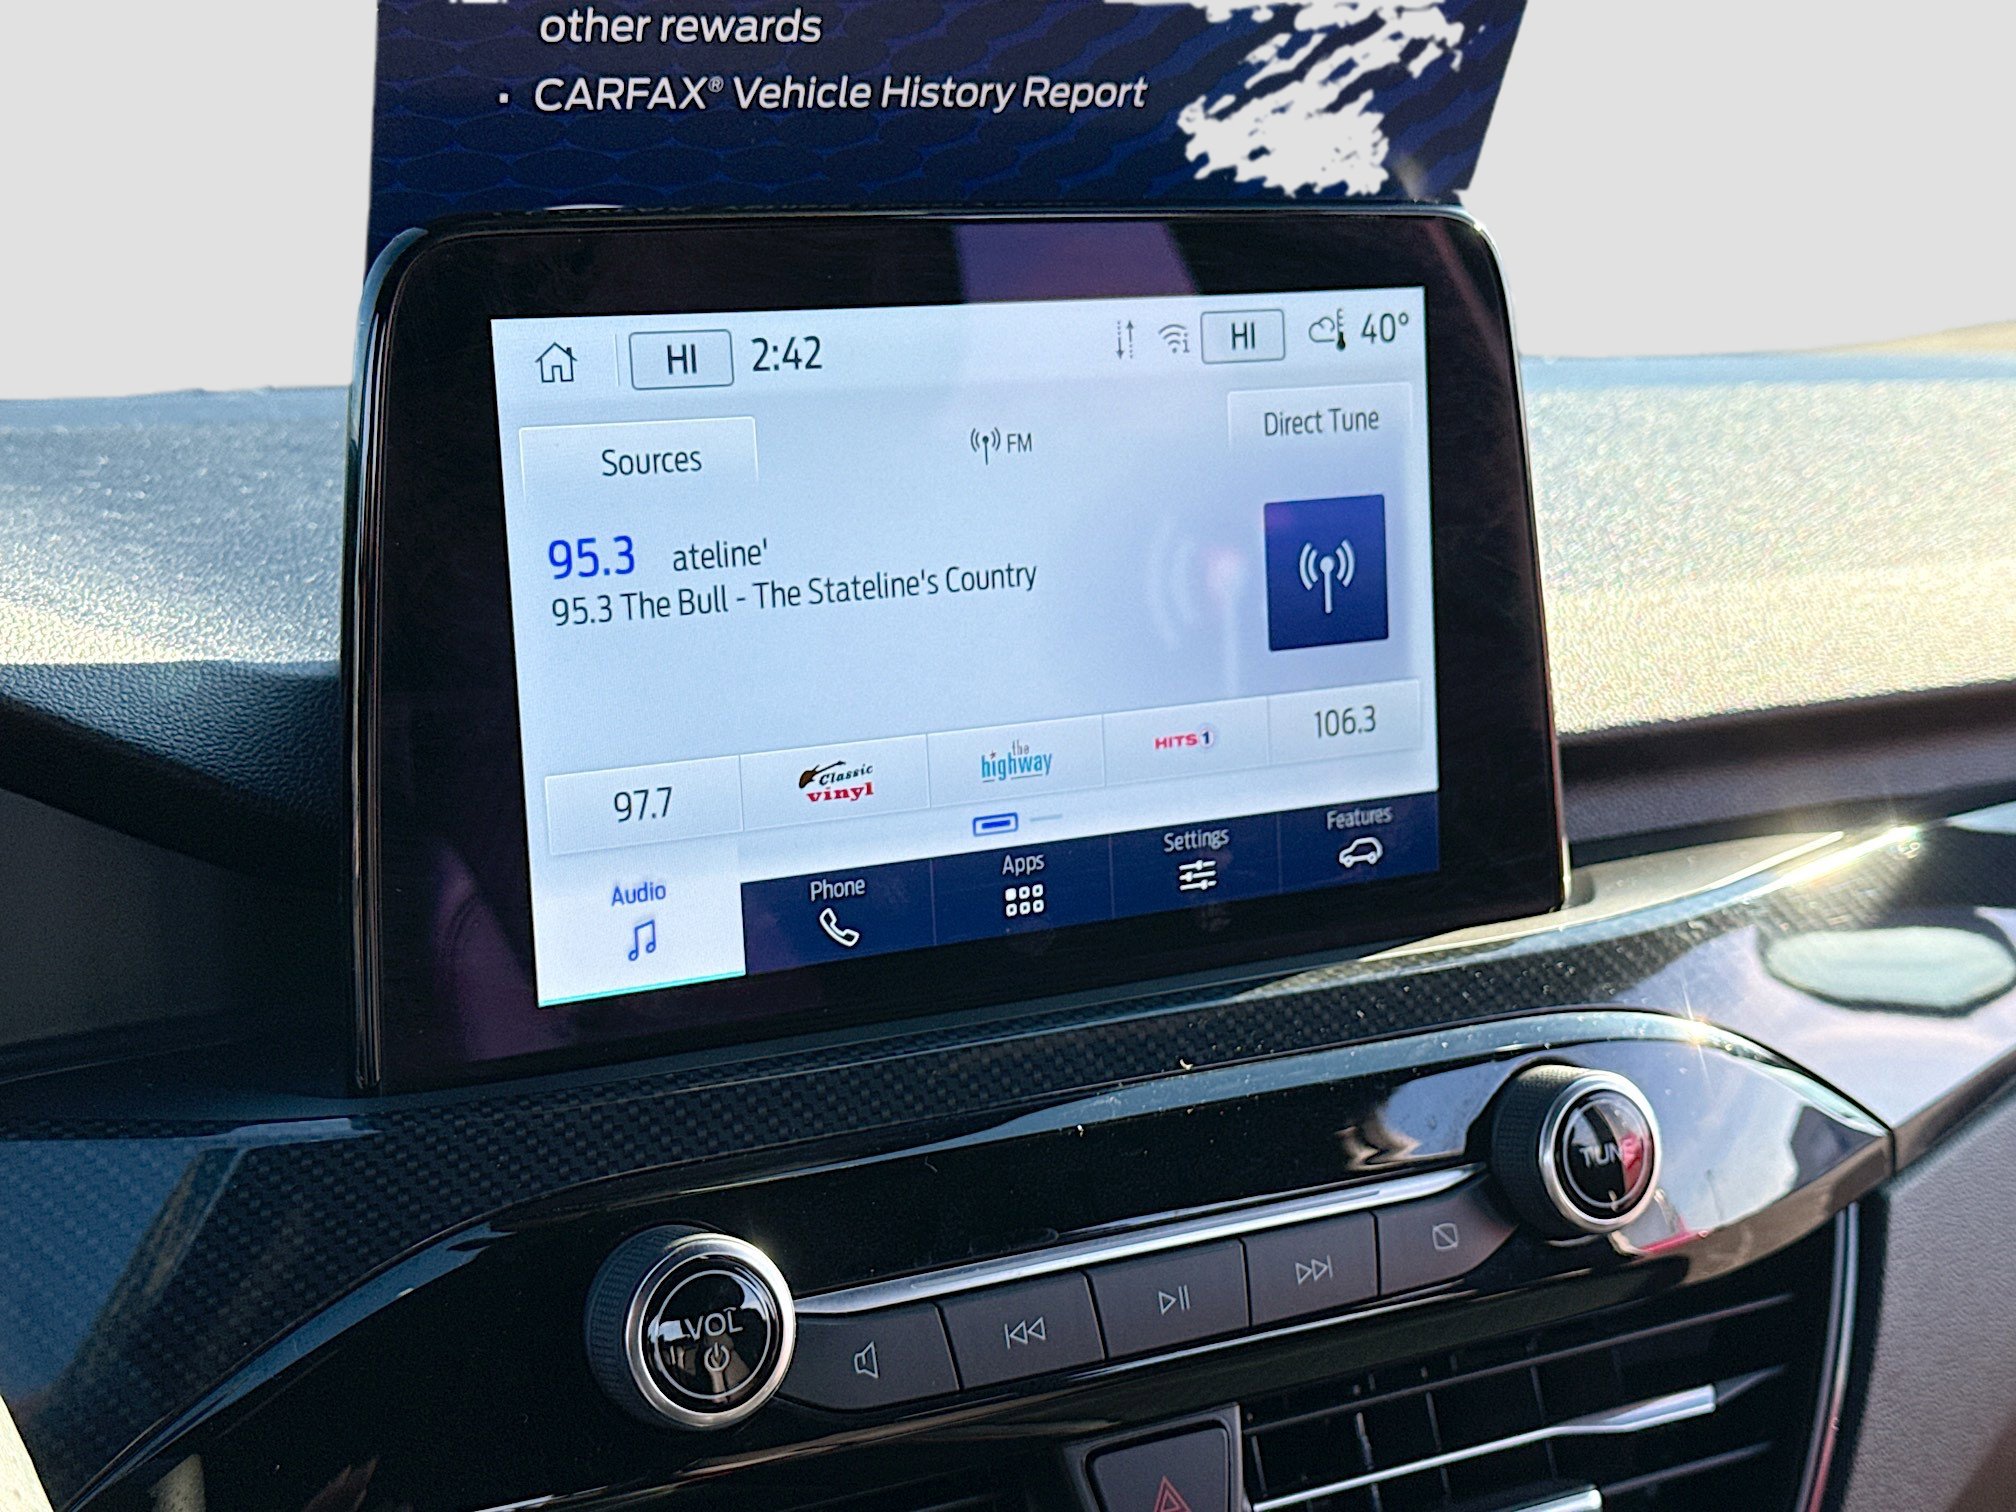 other rewards
· CARFAX® Vehicle History Report
HI 2:42 HI 40°
Sources
FM
Direct Tune
95.3 ateline'
95.3 The Bull - The Stateline's Country
97.7
Classic
vinyl
the
highway
HITS 1
106.3
Audio
Phone
Apps
Settings
Features
VOL
TUNE